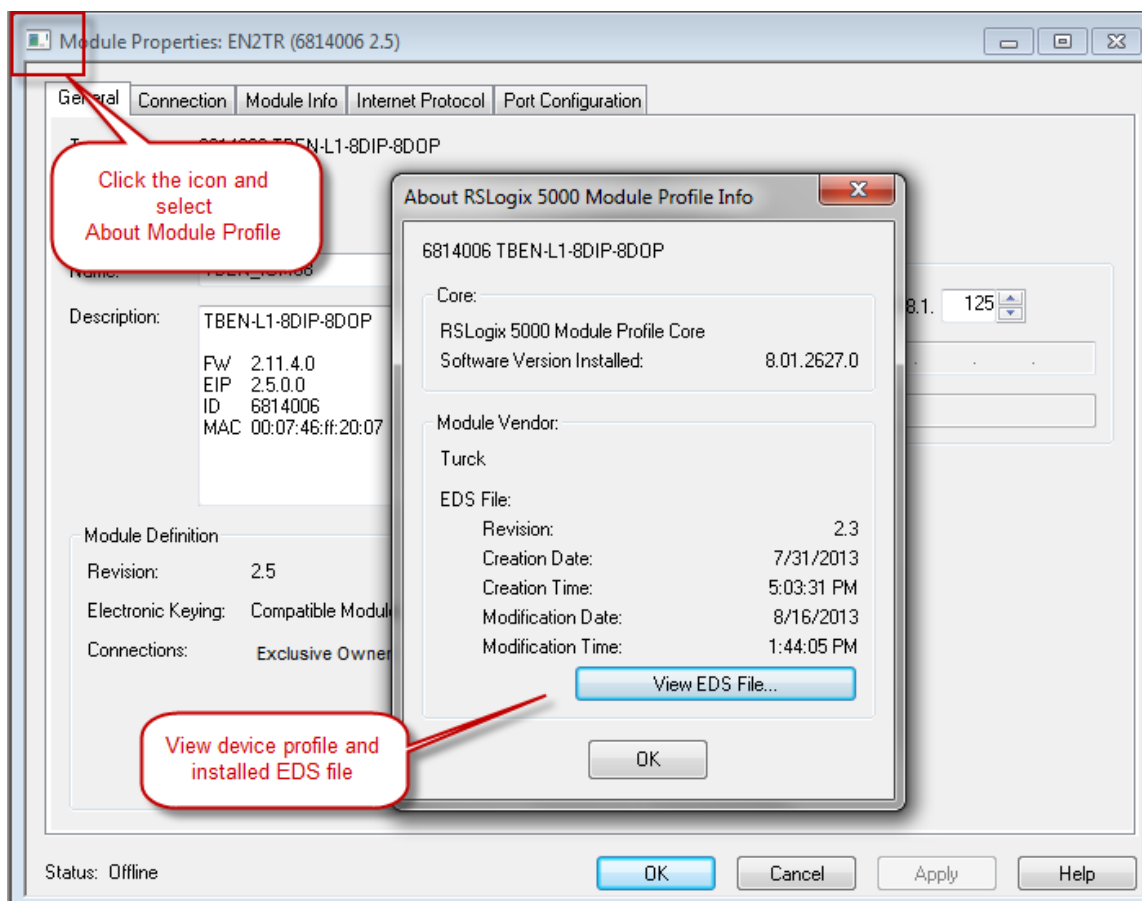 Module Properties: EN2TR (6814006 2.5)
General Connection Module Info Internet Protocol Port Configuration
TBEN-L1-8DIP-8DOP
Click the icon and
select
About Module Profile
Description:
TBEN-L1-8DIP-8DOP
FW 2.11.4.0
EIP 2.5.0.0
ID 6814006
MAC 00:07:46:ff:20:07
8.1. 125
Module Definition
Revision: 2.5
Electronic Keying: Compatible Modul
Connections: Exclusive Owner
About RSLogix 5000 Module Profile Info
6814006 TBEN-L1-8DIP-8DOP
Core:
RSLogix 5000 Module Profile Core
Software Version Installed: 8.01.2627.0
Module Vendor:
Turck
EDS File:
Revision: 2.3
Creation Date: 7/31/2013
Creation Time: 5:03:31 PM
Modification Date: 8/16/2013
Modification Time: 1:44:05 PM
View EDS File...
OK
View device profile and
installed EDS file
Status: Offline
OK Cancel Apply Help